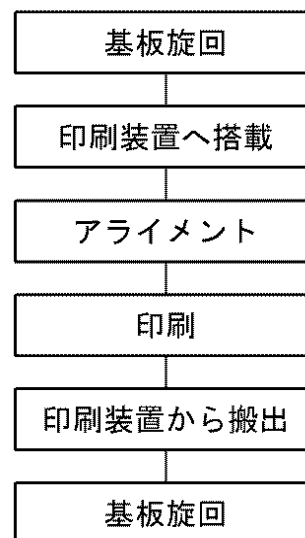 基板旋回
印刷装置へ搭載
アライメント
印刷
印刷装置から搬出
基板旋回